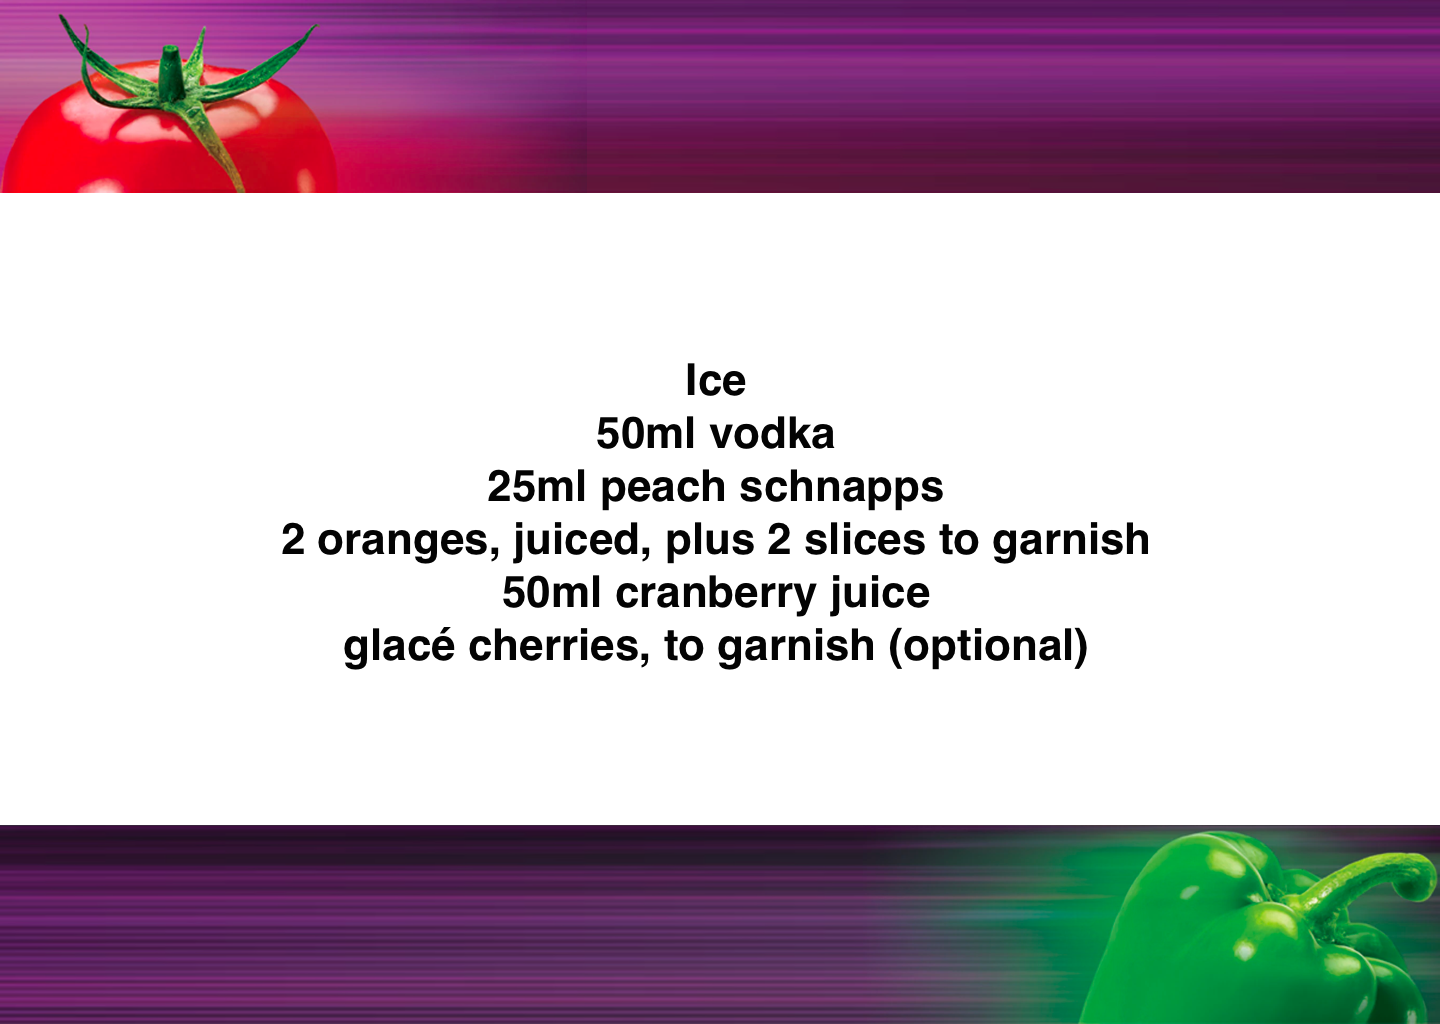 Ice
50ml vodka
25ml peach schnapps
2 oranges, juiced, plus 2 slices to garnish
50ml cranberry juice
glacé cherries, to garnish (optional)